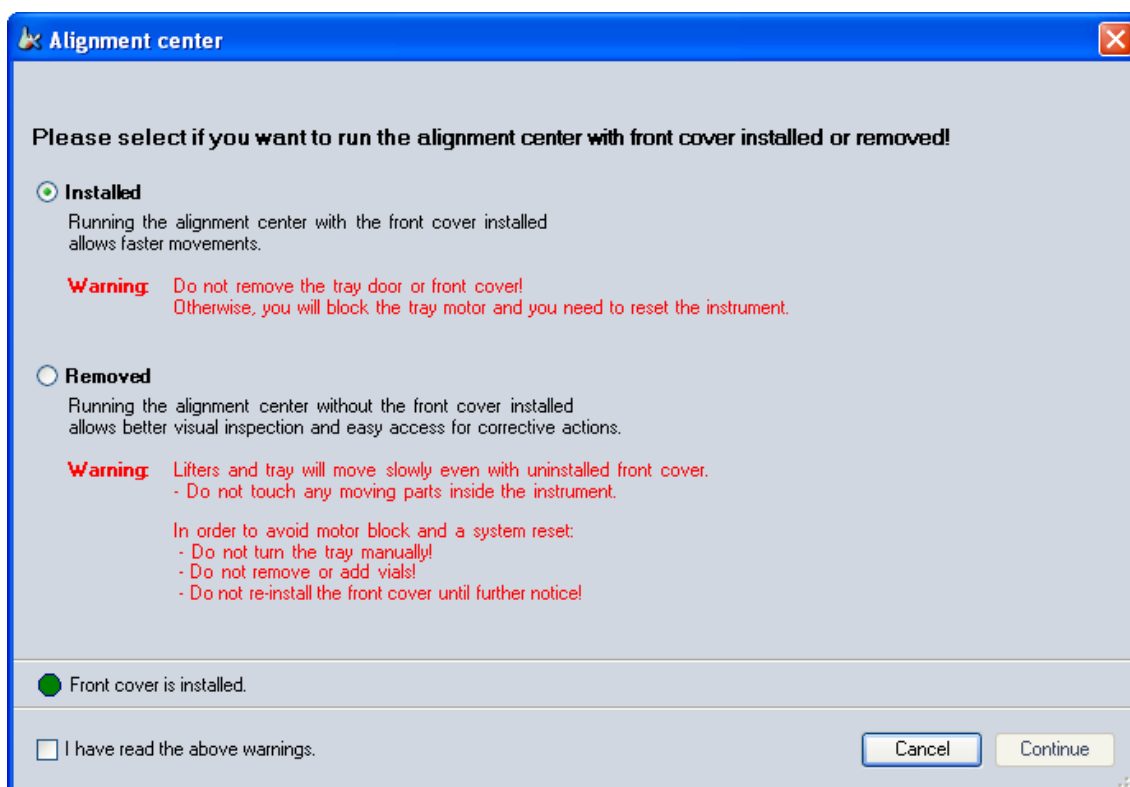 Alignment center
Please select if you want to run the alignment center with front cover installed or removed!
Installed
Running the alignment center with the front cover installed
allows faster movements.
Warning: Do not remove the tray door or front cover!
Otherwise, you will block the tray motor and you need to reset the instrument.
Removed
Running the alignment center without the front cover installed
allows better visual inspection and easy access for corrective actions.
Warning: Lifters and tray will move slowly even with uninstalled front cover.
- Do not touch any moving parts inside the instrument.
In order to avoid motor block and a system reset:
- Do not turn the tray manually!
- Do not remove or add vials!
- Do not re-install the front cover until further notice!
Front cover is installed.
I have read the above warnings.
Cancel Continue